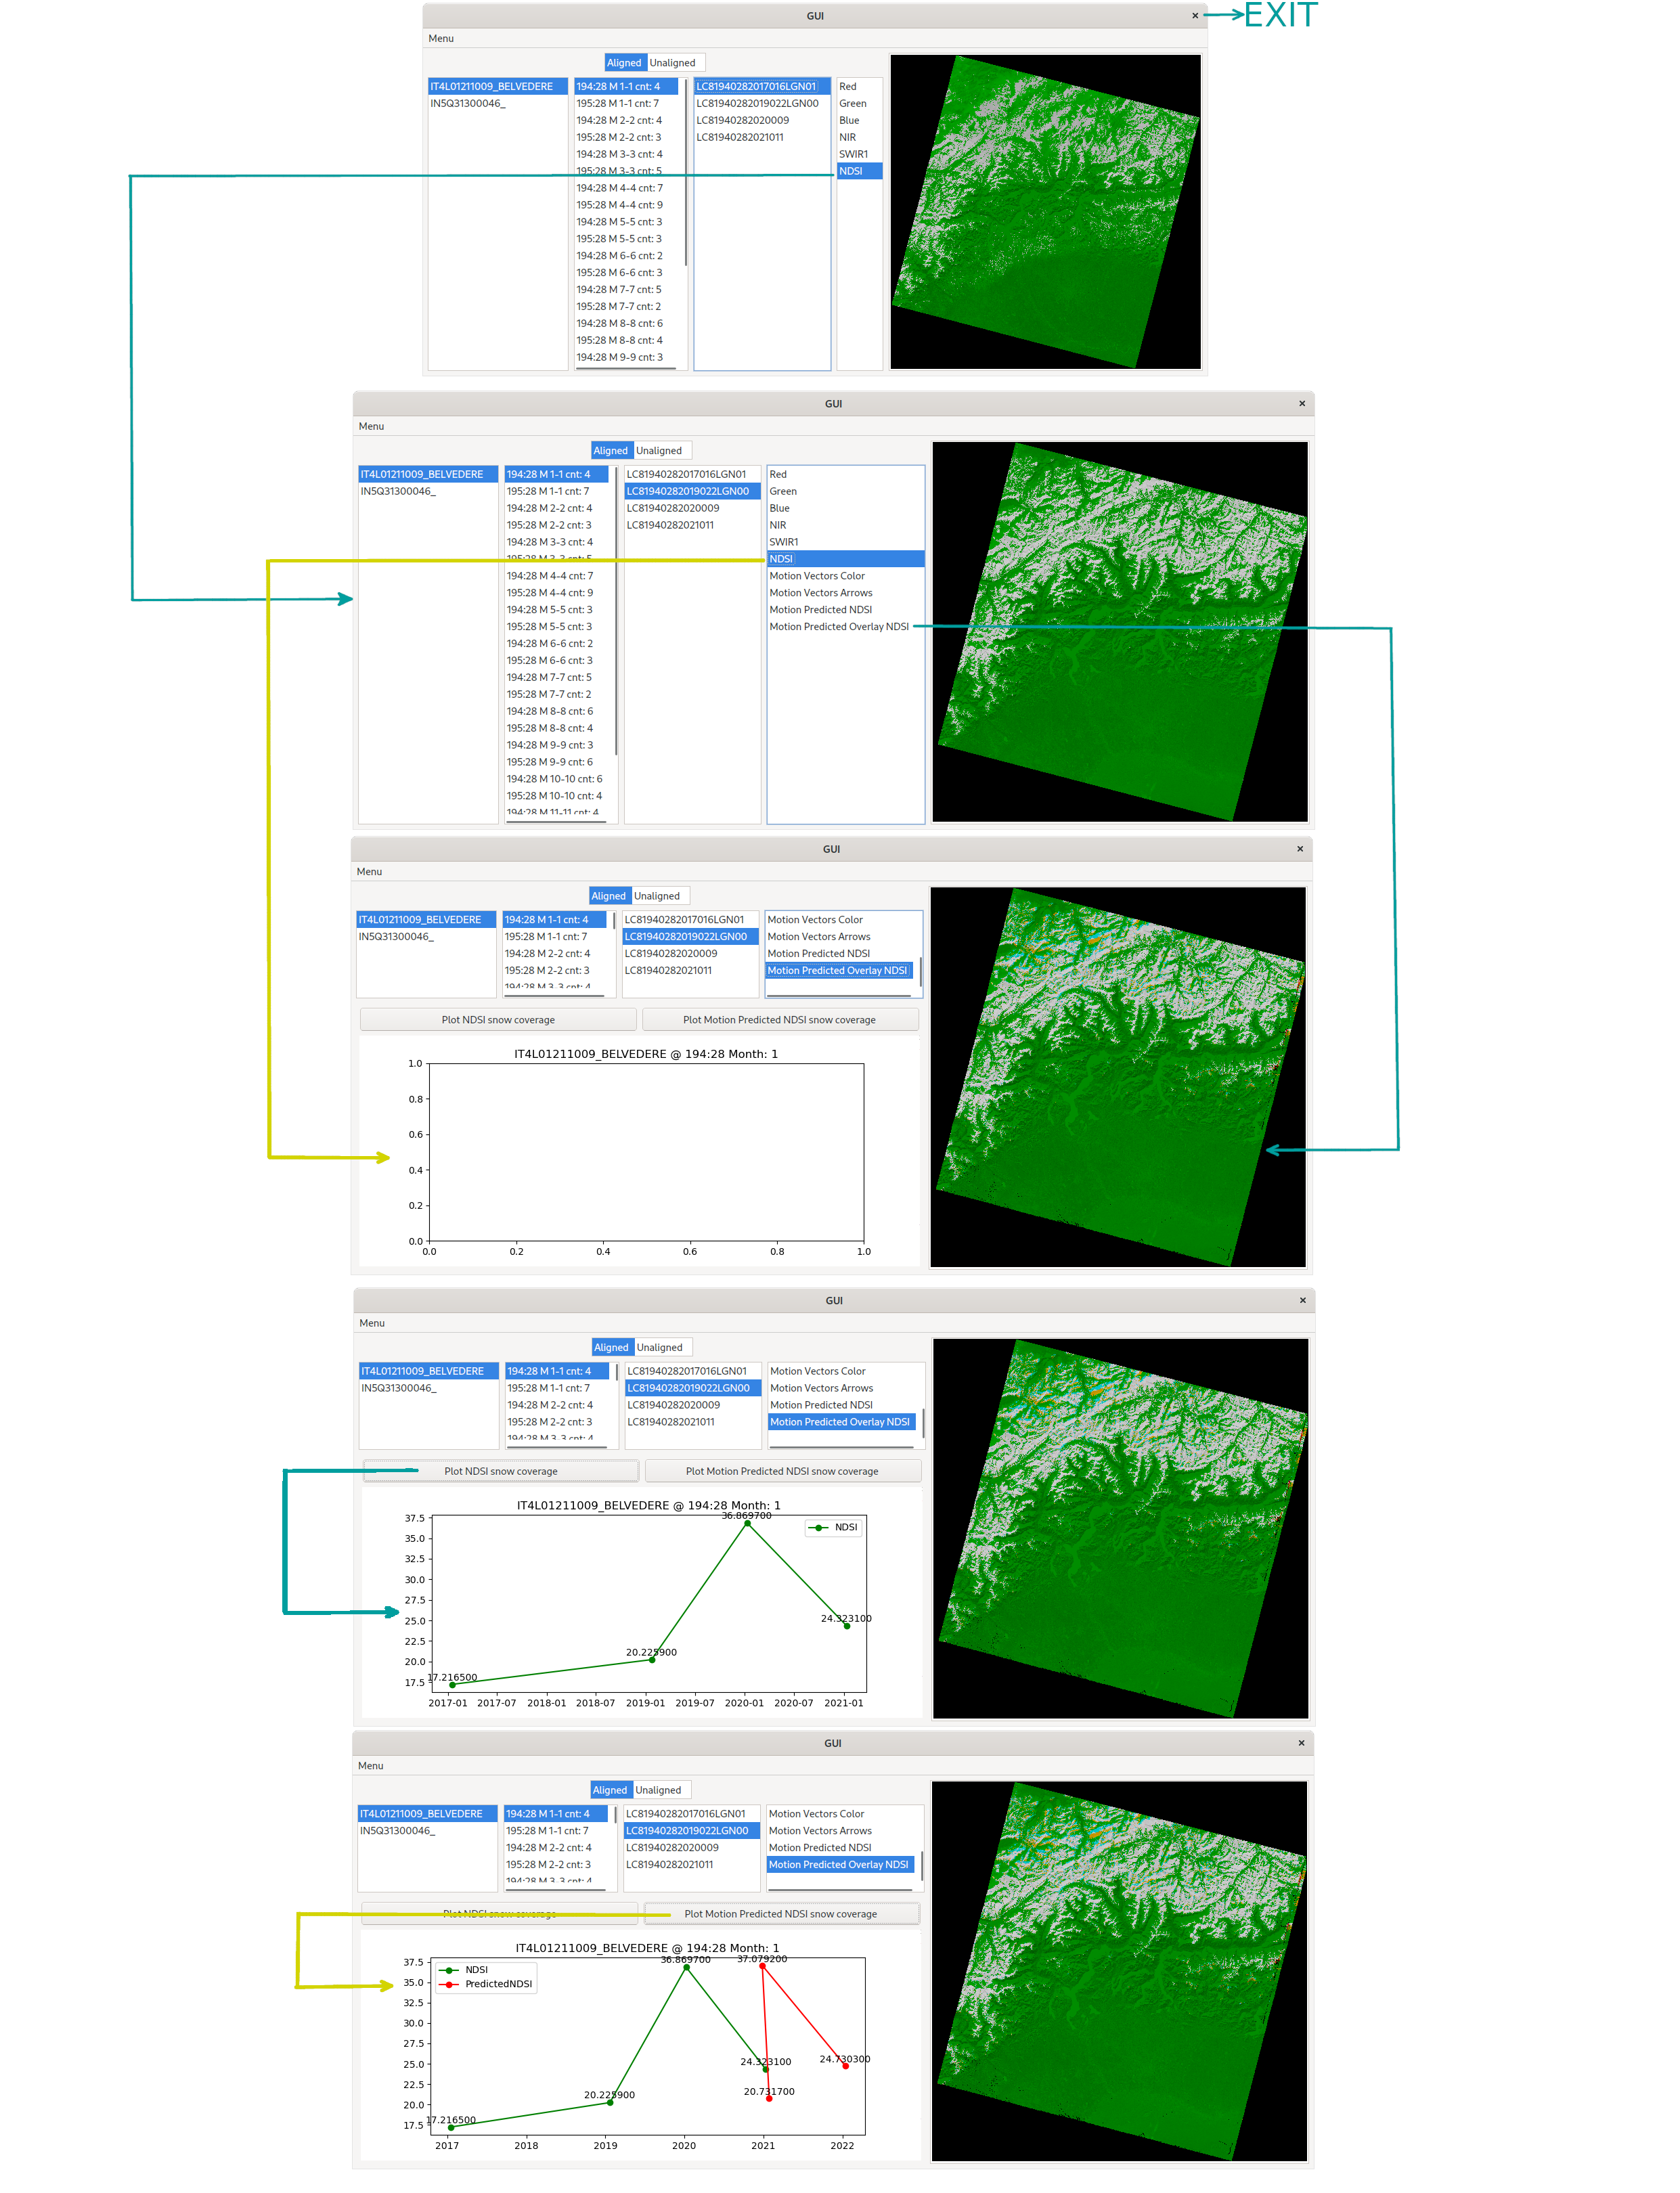 GUI
EXIT
Menu
Aligned Unaligned
IT4L01211009_BELVEDERE
IN5Q31300046_
194:28 M 1-1 cnt: 4
195:28 M 1-1 cnt: 7
194:28 M 2-2 cnt: 4
195:28 M 2-2 cnt: 3
194:28 M 3-3 cnt: 4
195:28 M 3-3 cnt: 5
194:28 M 4-4 cnt: 7
195:28 M 4-4 cnt: 9
194:28 M 5-5 cnt: 3
195:28 M 5-5 cnt: 3
194:28 M 6-6 cnt: 2
195:28 M 6-6 cnt: 3
194:28 M 7-7 cnt: 5
195:28 M 7-7 cnt: 2
194:28 M 8-8 cnt: 6
195:28 M 8-8 cnt: 4
194:28 M 9-9 cnt: 3
LC81940282017016LGN01
LC81940282019022LGN00
LC81940282020009
LC81940282021011
Red
Green
Blue
NIR
SWIR1
NDSI
GUI
Menu
Aligned Unaligned
IT4L01211009_BELVEDERE
IN5Q31300046_
194:28 M 1-1 cnt: 4
195:28 M 1-1 cnt: 7
194:28 M 2-2 cnt: 4
195:28 M 2-2 cnt: 3
194:28 M 3-3 cnt: 4
195:28 M 3-3 cnt: 5
194:28 M 4-4 cnt: 7
195:28 M 4-4 cnt: 9
194:28 M 5-5 cnt: 3
195:28 M 5-5 cnt: 3
194:28 M 6-6 cnt: 2
195:28 M 6-6 cnt: 3
194:28 M 7-7 cnt: 5
195:28 M 7-7 cnt: 2
194:28 M 8-8 cnt: 6
195:28 M 8-8 cnt: 4
194:28 M 9-9 cnt: 3
195:28 M 9-9 cnt: 6
194:28 M 10-10 cnt: 6
195:28 M 10-10 cnt: 4
194:28 M 11-11 cnt: 4
LC81940282017016LGN01
LC81940282019022LGN00
LC81940282020009
LC81940282021011
Red
Green
Blue
NIR
SWIR1
NDSI
Motion Vectors Color
Motion Vectors Arrows
Motion Predicted NDSI
Motion Predicted Overlay NDSI
GUI
Menu
Aligned Unaligned
IT4L01211009_BELVEDERE
IN5Q31300046_
194:28 M 1-1 cnt: 4
195:28 M 1-1 cnt: 7
194:28 M 2-2 cnt: 4
195:28 M 2-2 cnt: 3
194:28 M 3-3 cnt: 4
LC81940282017016LGN01
LC81940282019022LGN00
LC81940282020009
LC81940282021011
Motion Vectors Color
Motion Vectors Arrows
Motion Predicted NDSI
Motion Predicted Overlay NDSI
Plot NDSI snow coverage
Plot Motion Predicted NDSI snow coverage
IT4L01211009_BELVEDERE @ 194:28 Month: 1
1.0
0.8
0.6
0.4
0.2
0.0
0.0 0.2 0.4 0.6 0.8 1.0
GUI
Menu
Aligned Unaligned
IT4L01211009_BELVEDERE
IN5Q31300046_
194:28 M 1-1 cnt: 4
195:28 M 1-1 cnt: 7
194:28 M 2-2 cnt: 4
195:28 M 2-2 cnt: 3
194:28 M 3-3 cnt: 4
LC81940282017016LGN01
LC81940282019022LGN00
LC81940282020009
LC81940282021011
Motion Vectors Color
Motion Vectors Arrows
Motion Predicted NDSI
Motion Predicted Overlay NDSI
Plot NDSI snow coverage
Plot Motion Predicted NDSI snow coverage
IT4L01211009_BELVEDERE @ 194:28 Month: 1
37.5
35.0
32.5
30.0
27.5
25.0
22.5
20.0
17.5
36.869700
NDSI
24.323100
20.225900
17.216500
2017-01 2017-07 2018-01 2018-07 2019-01 2019-07 2020-01 2020-07 2021-01
GUI
Menu
Aligned Unaligned
IT4L01211009_BELVEDERE
IN5Q31300046_
194:28 M 1-1 cnt: 4
195:28 M 1-1 cnt: 7
194:28 M 2-2 cnt: 4
195:28 M 2-2 cnt: 3
194:28 M 3-3 cnt: 4
LC81940282017016LGN01
LC81940282019022LGN00
LC81940282020009
LC81940282021011
Motion Vectors Color
Motion Vectors Arrows
Motion Predicted NDSI
Motion Predicted Overlay NDSI
Plot NDSI snow coverage
Plot Motion Predicted NDSI snow coverage
IT4L01211009_BELVEDERE @ 194:28 Month: 1
37.5
35.0
32.5
30.0
27.5
25.0
22.5
20.0
17.5
NDSI
PredictedNDSI
36.869700
37.079200
24.323100
24.730300
20.731700
20.225900
17.216500
2017 2018 2019 2020 2021 2022